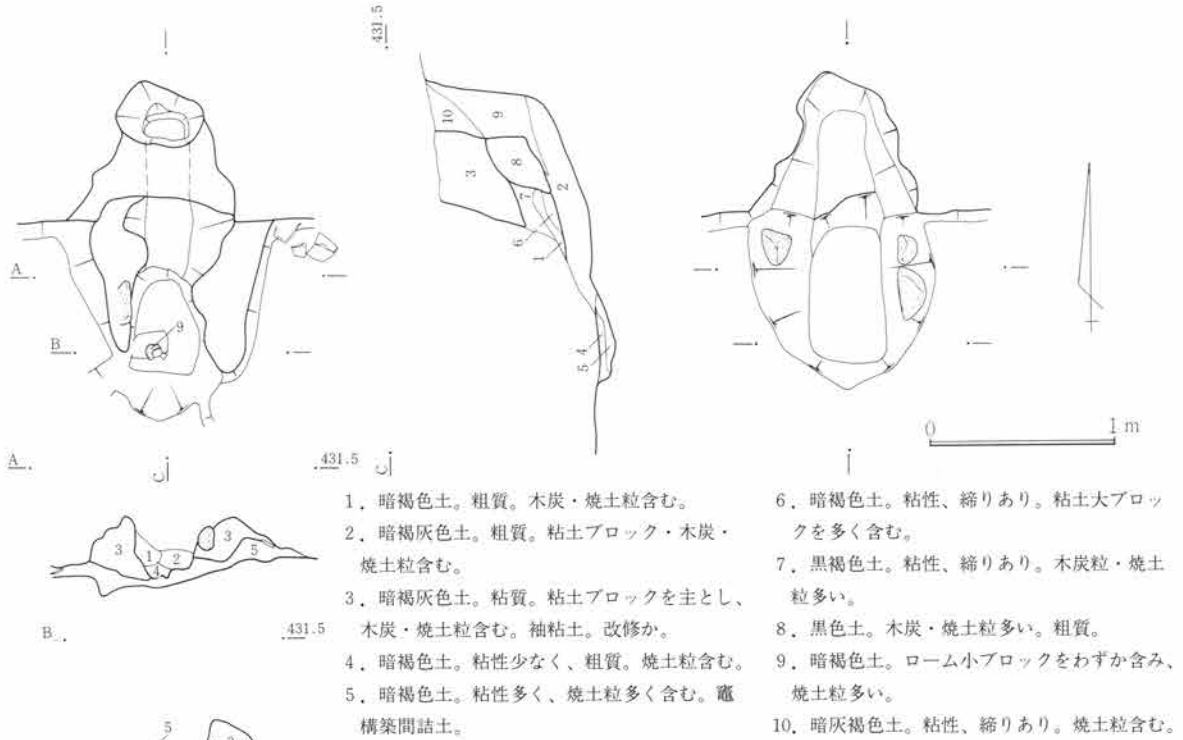 431.5
10
9
3
8
7
2
6
1
4
5
A
9
B
0　1 m
A
431.5
C
3
1
2
4
3
5
B
431.5
5
1．暗褐色土。粗質。木炭・焼土粒含む。
2．暗褐灰色土。粗質。粘土ブロック・木炭・
焼土粒含む。
3．暗褐灰色土。粘質。粘土ブロックを主とし、
木炭・焼土粒含む。袖粘土。改修か。
4．暗褐色土。粘性少なく、粗質。焼土粒含む。
5．暗褐色土。粘性多く、焼土粒多く含む。竈
構築間詰土。
6．暗褐色土。粘性、締りあり。粘土大ブロッ
クを多く含む。
7．黒褐色土。粘性、締りあり。木炭粒・焼土
粒多い。
8．黒色土。木炭・焼土粒多い。粗質。
9．暗褐色土。ローム小ブロックをわずか含み、
焼土粒多い。
10．暗灰褐色土。粘性、締りあり。焼土粒含む。